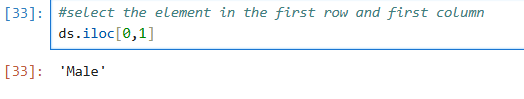 [33]: #select the element in the first row and first column
ds.iloc[0,1]
[33]: 'Male'